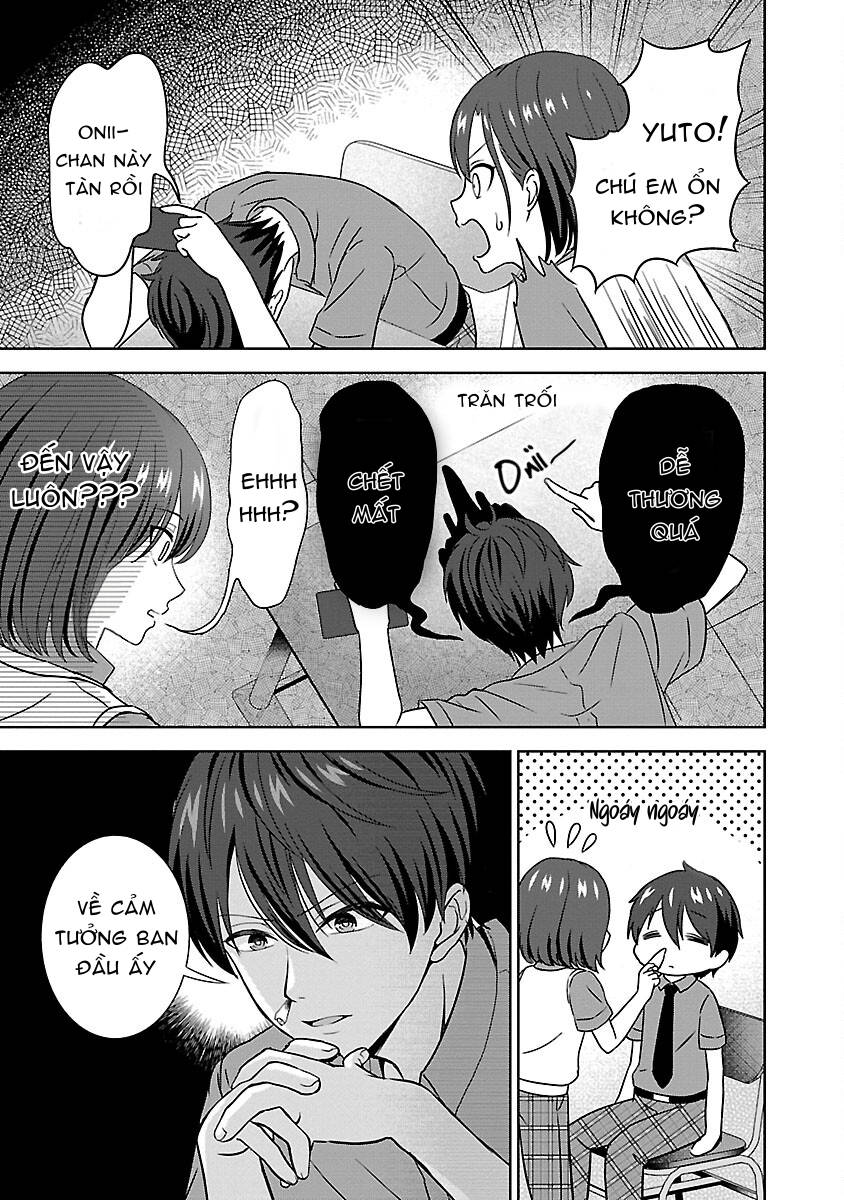 YUTO!
CHÚ EM ỔN
KHÔNG?
ONII-
CHAN NÀY
TÀN RỒI
DỄ
THƯƠNG
QUÁ
TRĂN TRỐI
Onii—
CHẾT
MẤT
EHHH
HHH?
ĐẾN VẬY
LUÔN???
Ngoáy ngoáy
VỀ CẢM
TƯỞNG BAN
ĐẦU ẤY